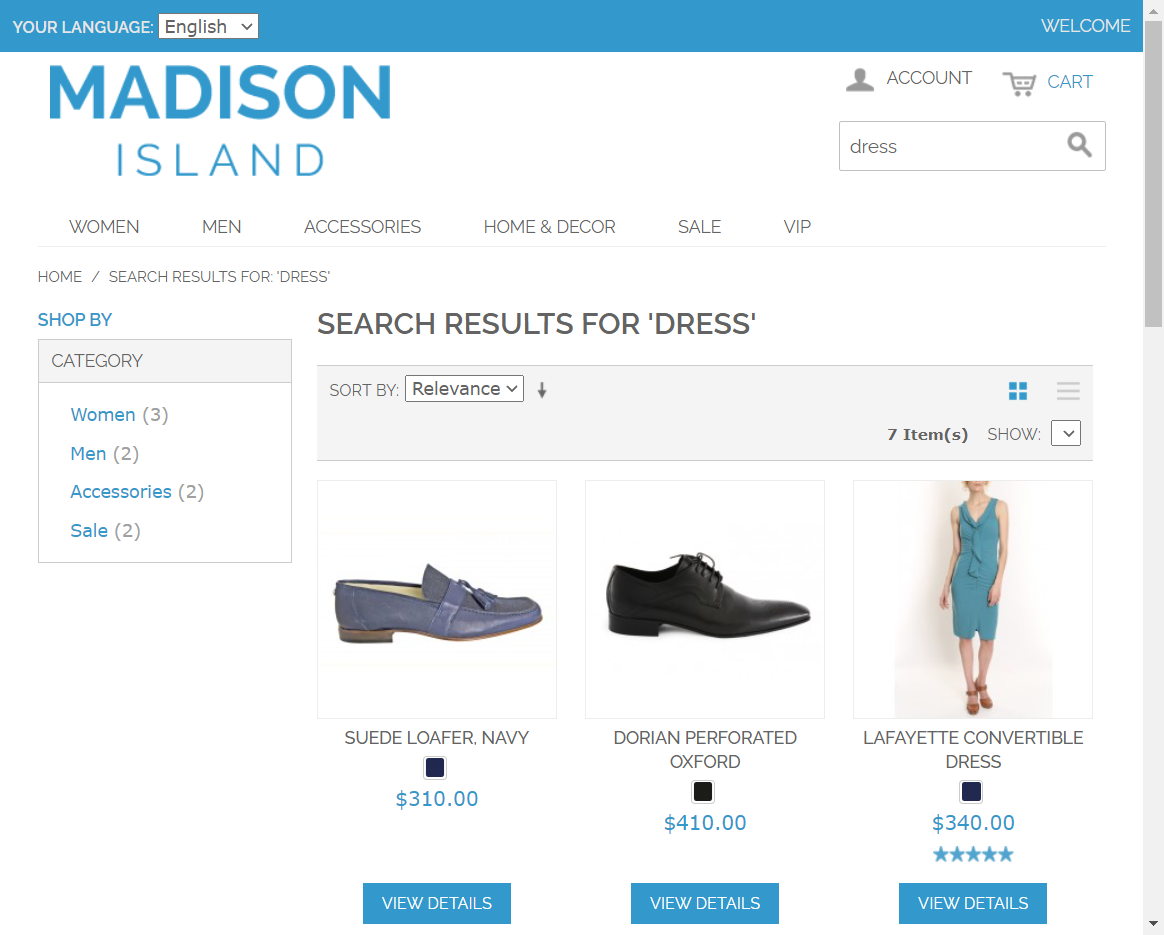 YOUR LANGUAGE: English
WELCOME
MADISON
ISLAND
ACCOUNT
CART
dress
WOMEN MEN ACCESSORIES HOME & DECOR SALE VIP
HOME / SEARCH RESULTS FOR: 'DRESS'
SHOP BY
CATEGORY
Women (3)
Men (2)
Accessories (2)
Sale (2)
SEARCH RESULTS FOR 'DRESS'
SORT BY: Relevance
7 Item(s) SHOW:
SUEDE LOAFER, NAVY
$310.00
VIEW DETAILS
DORIAN PERFORATED
OXFORD
$410.00
VIEW DETAILS
LAFAYETTE CONVERTIBLE
DRESS
$340.00
VIEW DETAILS